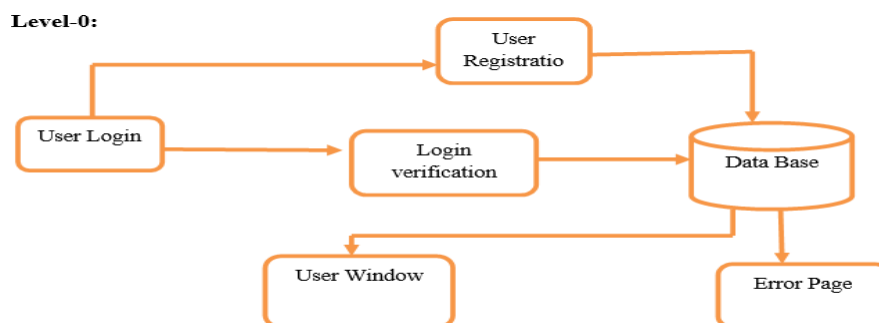 Level-0:
User
Registratio
User Login
Login
verification
Data Base
User Window
Error Page